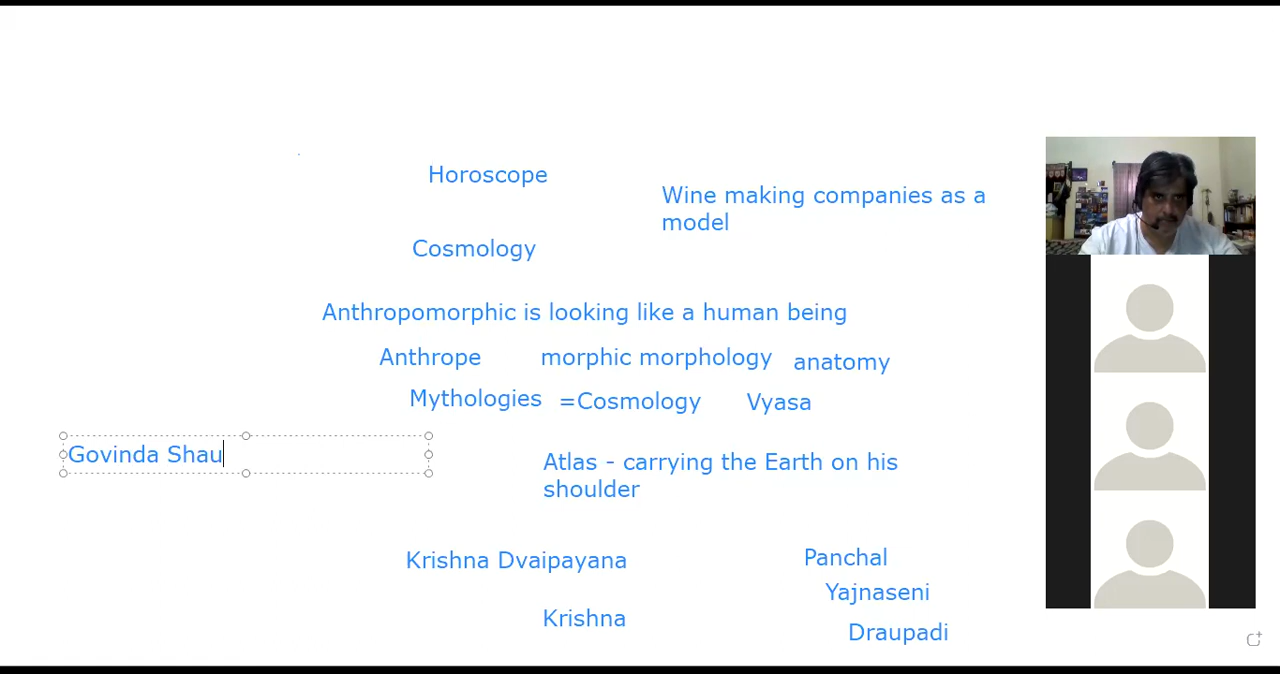 Horoscope
Wine making companies as a
model
Cosmology
Anthropomorphic is looking like a human being
Anthrope morphic morphology anatomy
Mythologies =Cosmology Vyasa
Govinda Shau
Atlas - carrying the Earth on his
shoulder
Krishna Dvaipayana
Panchal
Yajnaseni
Krishna
Draupadi